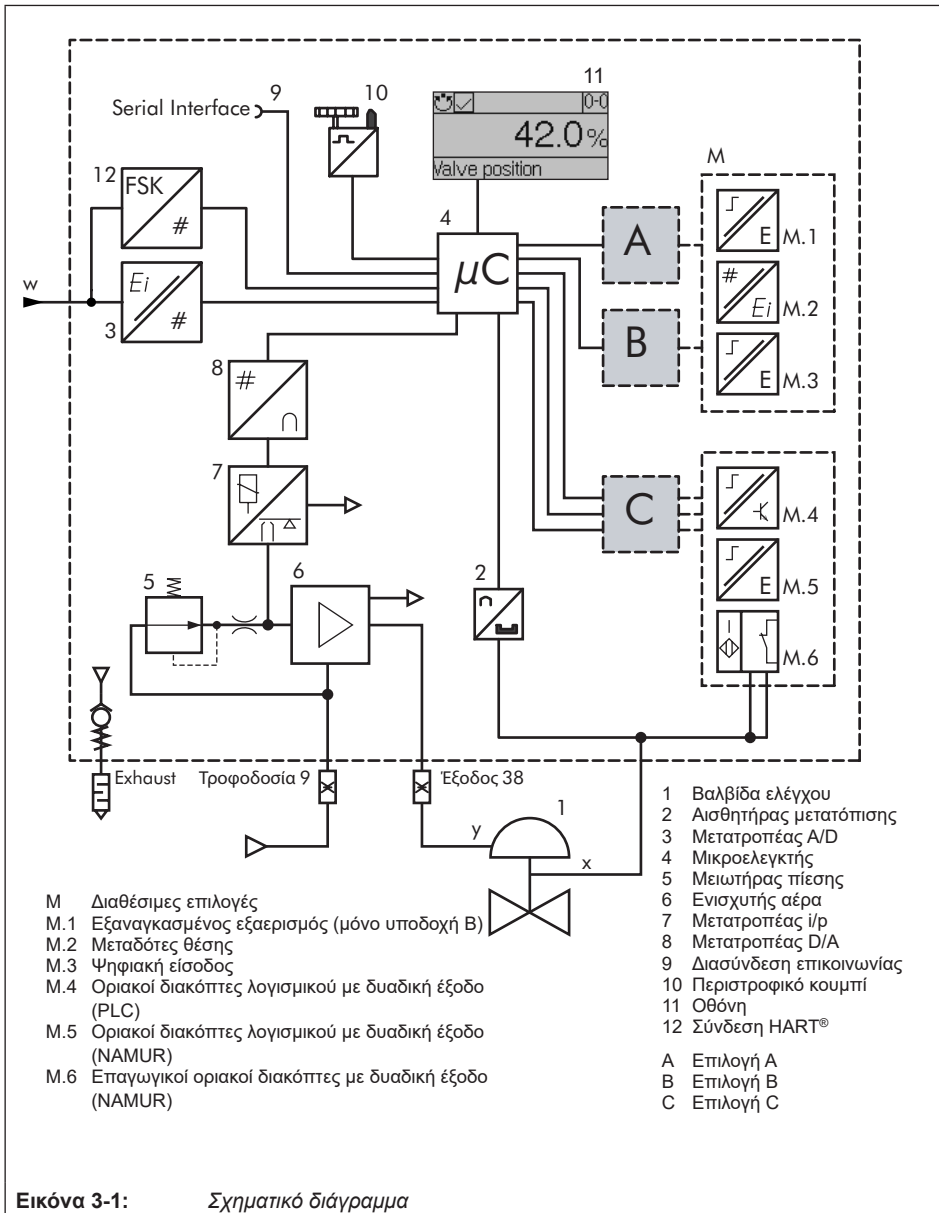 Serial Interface
9
10
11
0-0
42.0%
Valve position
12
FSK
#
w
Ei
#
3
4
µC
M
A
B
C
E M.1
#
Ei M.2
E M.3
M.4
E M.5
M.6
8
#
7
6
5
2
Exhaust
Τροφοδοσία 9
Έξοδος 38
y
1
x
M Διαθέσιμες επιλογές
M.1 Εξαναγκασμένος εξαερισμός (μόνο υποδοχή B)
M.2 Μεταδότες θέσης
M.3 Ψηφιακή είσοδος
M.4 Οριακοί διακόπτες λογισμικού με δυαδική έξοδο
(PLC)
M.5 Οριακοί διακόπτες λογισμικού με δυαδική έξοδο
(NAMUR)
M.6 Επαγωγικοί οριακοί διακόπτες με δυαδική έξοδο
(NAMUR)
1 Βαλβίδα ελέγχου
2 Αισθητήρας μετατόπισης
3 Μετατροπέας A/D
4 Μικροελεγκτής
5 Μειωτήρας πίεσης
6 Ενισχυτής αέρα
7 Μετατροπέας i/p
8 Μετατροπέας D/A
9 Διασύνδεση επικοινωνίας
10 Περιστροφικό κουμπί
11 Οθόνη
12 Σύνδεση HART®
A Επιλογή A
B Επιλογή B
C Επιλογή C
Εικόνα 3-1: Σχηματικό διάγραμμα